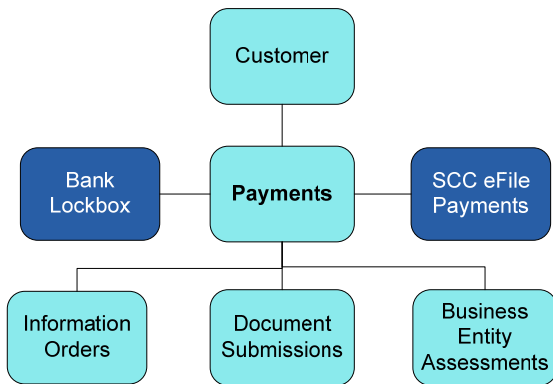 Customer
Bank
Lockbox
Payments
SCC eFile
Payments
Information
Orders
Document
Submissions
Business
Entity
Assessments